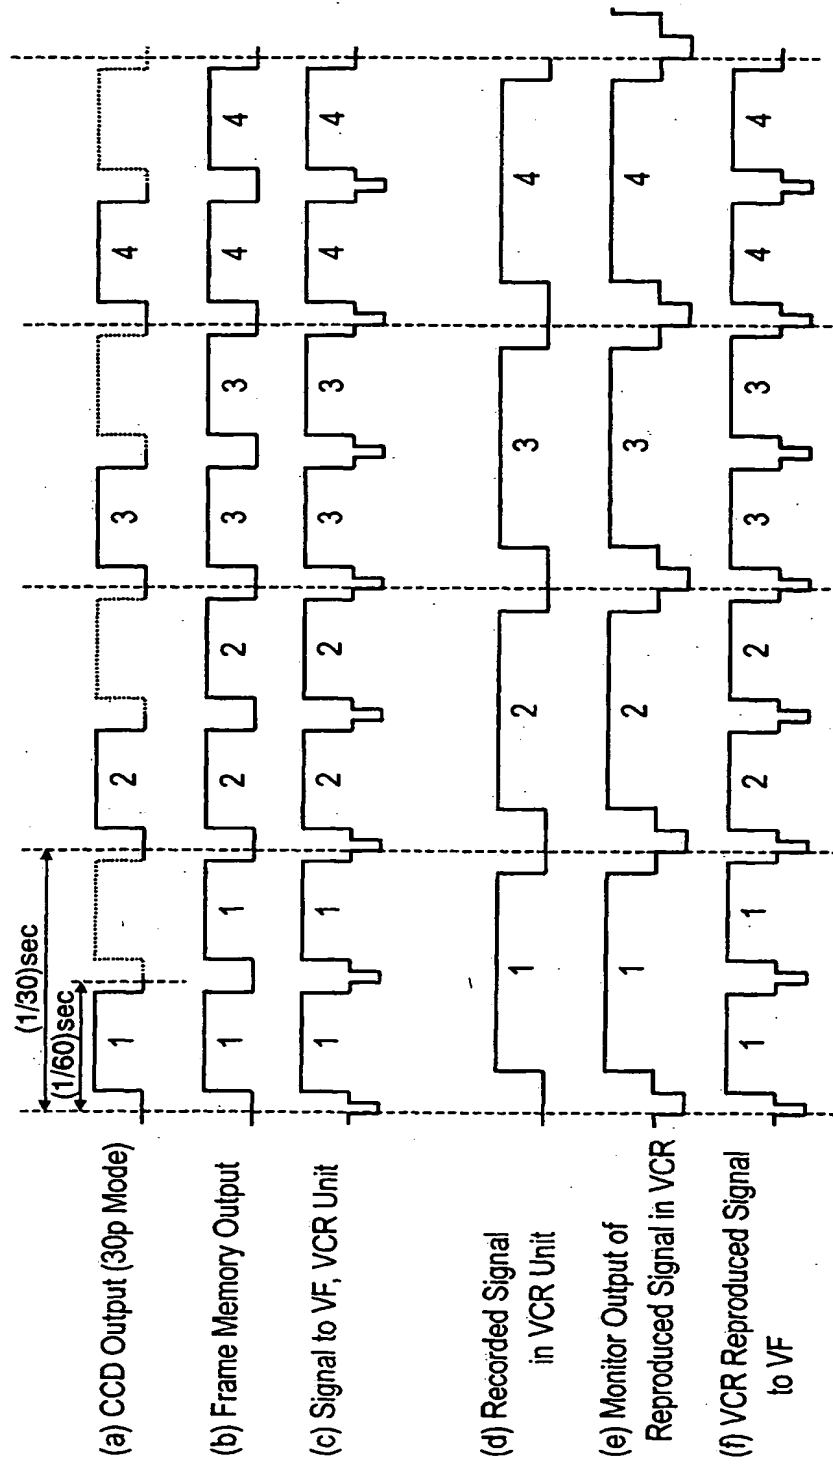 (1/30)sec
(1/60)sec
(a) CCD Output (30p Mode)
1 2 3 4
(b) Frame Memory Output
1 1 2 2 3 3 4 4
(c) Signal to VF, VCR Unit
1 1 2 2 3 3 4 4
(d) Recorded Signal
in VCR Unit
1 2 3 4
(e) Monitor Output of
Reproduced Signal in VCR
1 2 3 4
(f) VCR Reproduced Signal
to VF
1 1 2 2 3 3 4 4